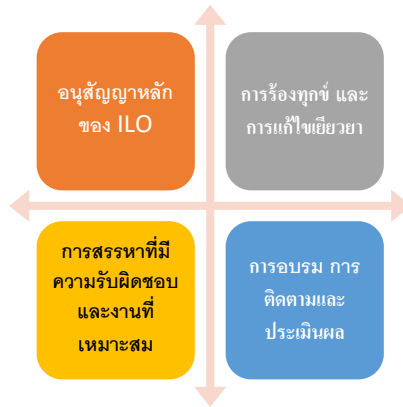 อนุสัญญาหลัก
ของ ILO
การร้องทุกข์ และ
การแก้ไขเยียวยา
การสรรหาที่มี
ความรับผิดชอบ
และงานที่
เหมาะสม
การอบรม การ
ติดตามและ
ประเมินผล